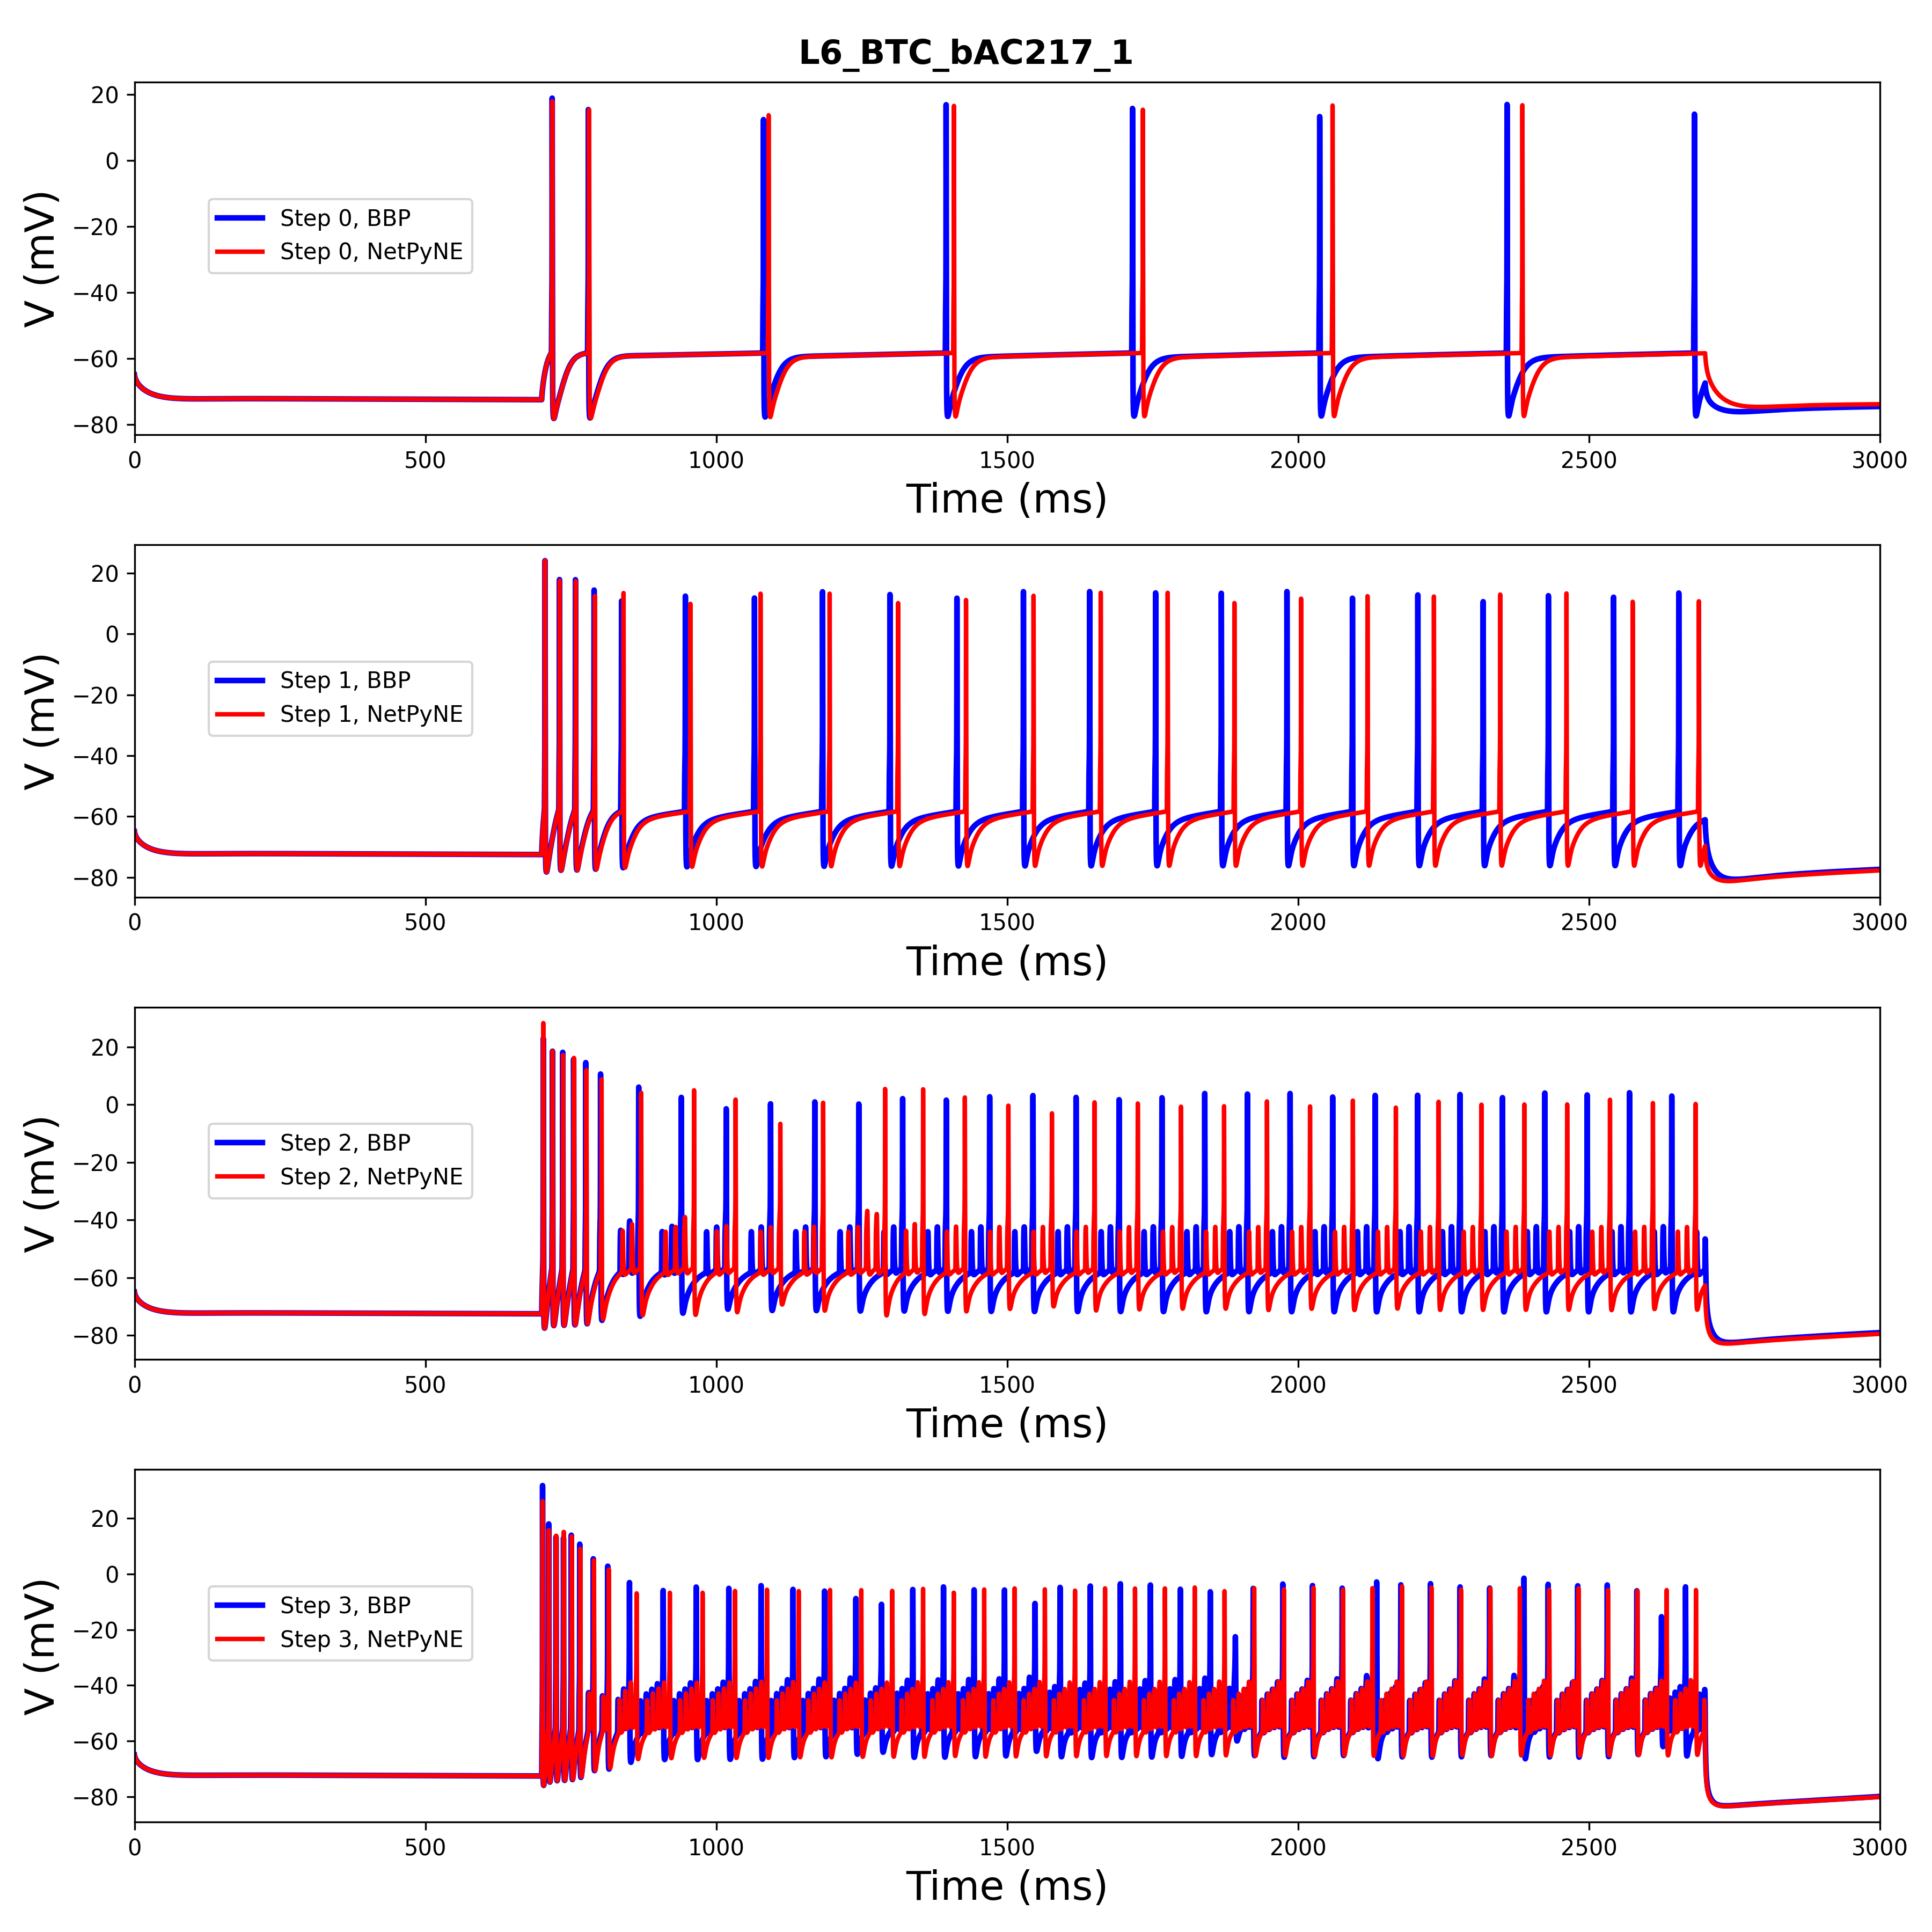 L6_BTC_bAC217_1
20
0
−20
−40
−60
−80
V (mV)
Step 0, BBP
Step 0, NetPyNE
0 500 1000 1500 2000 2500 3000
Time (ms)
20
0
−20
−40
−60
−80
V (mV)
Step 1, BBP
Step 1, NetPyNE
0 500 1000 1500 2000 2500 3000
Time (ms)
20
0
−20
−40
−60
−80
V (mV)
Step 2, BBP
Step 2, NetPyNE
0 500 1000 1500 2000 2500 3000
Time (ms)
20
0
−20
−40
−60
−80
V (mV)
Step 3, BBP
Step 3, NetPyNE
0 500 1000 1500 2000 2500 3000
Time (ms)